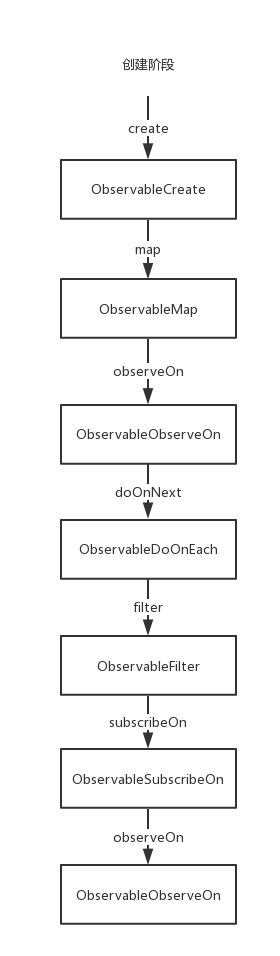 创建阶段
create
ObservableCreate
map
ObservableMap
observeOn
ObservableObserveOn
doOnNext
ObservableDoOnEach
filter
ObservableFilter
subscribeOn
ObservableSubscribeOn
observeOn
ObservableObserveOn